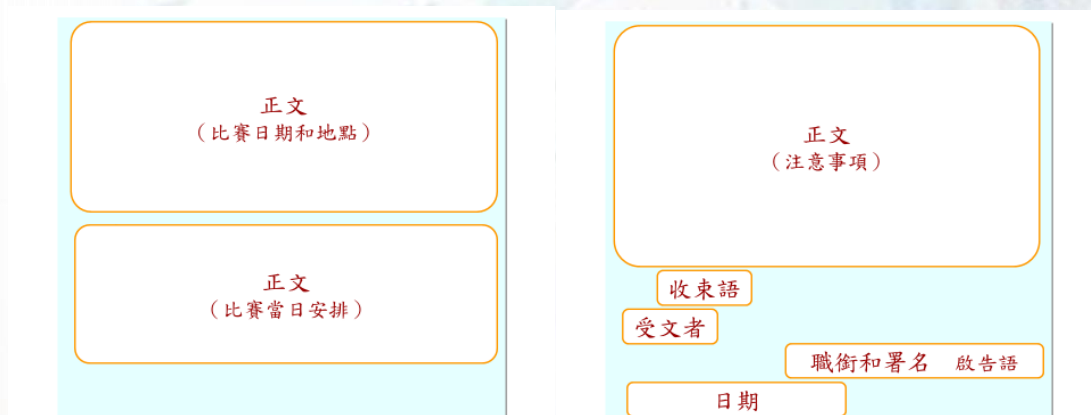 正文
（比賽日期和地點）
正文
（比賽當日安排）
正文
（注意事項）
收束語
受文者
職銜和署名 啟告語
日期